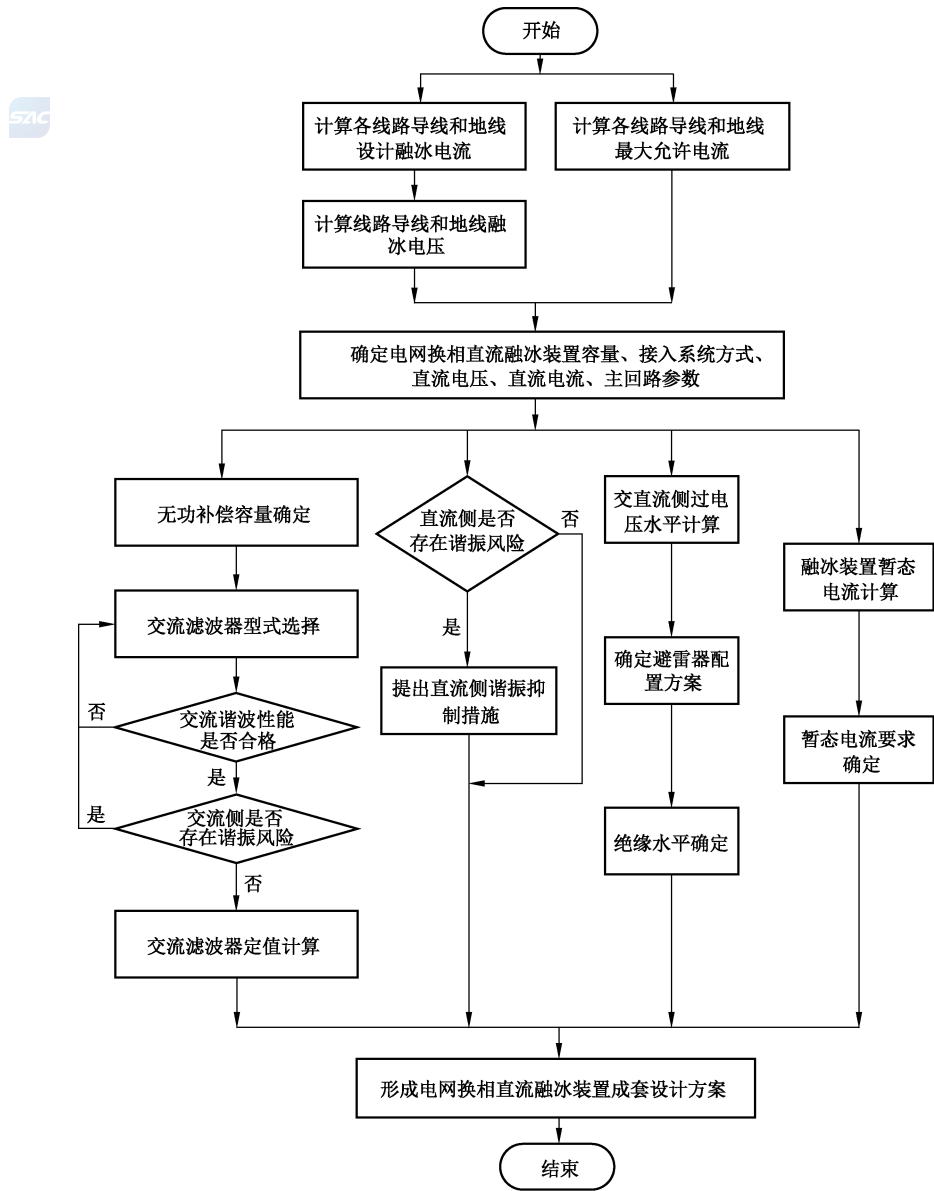 开始
SAC
计算各线路导线和地线
设计融冰电流
计算各线路导线和地线
最大允许电流
计算线路导线和地线融
冰电压
确定电网换相直流融冰装置容量、接入系统方式、
直流电压、直流电流、主回路参数
无功补偿容量确定
交流滤波器型式选择
否
交流谐波性能
是否合格
是
是
交流侧是否
存在谐振风险
否
交流滤波器定值计算
直流侧是否
存在谐振风险
否
是
提出直流侧谐振抑
制措施
交直流侧过电
压水平计算
确定避雷器配
置方案
绝缘水平确定
融冰装置暂态
电流计算
暂态电流要求
确定
形成电网换相直流融冰装置成套设计方案
结束